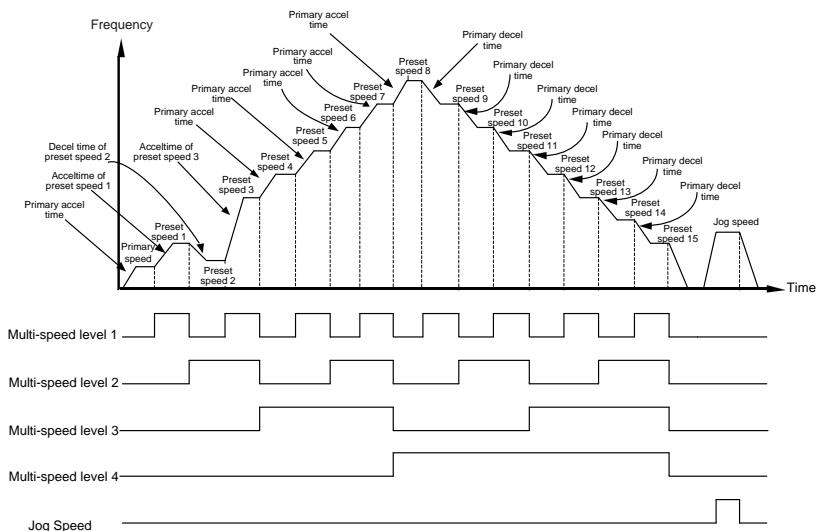 Frequency
Primary accel
time
Primary accel
time
Primary accel
time
Primary accel
time
Primary accel
time
Decel time of
preset speed 2
Acceltime of
preset speed 1
Primary accel
time
Acceltime of
preset speed 3
Primary accel
time
Primary
speed
Preset
speed 1
Preset
speed 2
Preset
speed 3
Preset
speed 4
Preset
speed 5
Preset
speed 6
Preset
speed 7
Preset
speed 8
Preset
speed 9
Preset
speed 10
Preset
speed 11
Preset
speed 12
Preset
speed 13
Preset
speed 14
Preset
speed 15
Primary decel
time
Primary decel
time
Primary decel
time
Primary decel
time
Primary decel
time
Primary decel
time
Primary decel
time
Jog speed
Time
Multi-speed level 1
Multi-speed level 2
Multi-speed level 3
Multi-speed level 4
Jog Speed